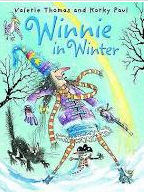 Valerie Thomas and Korky Paul
Winnie
in Winter